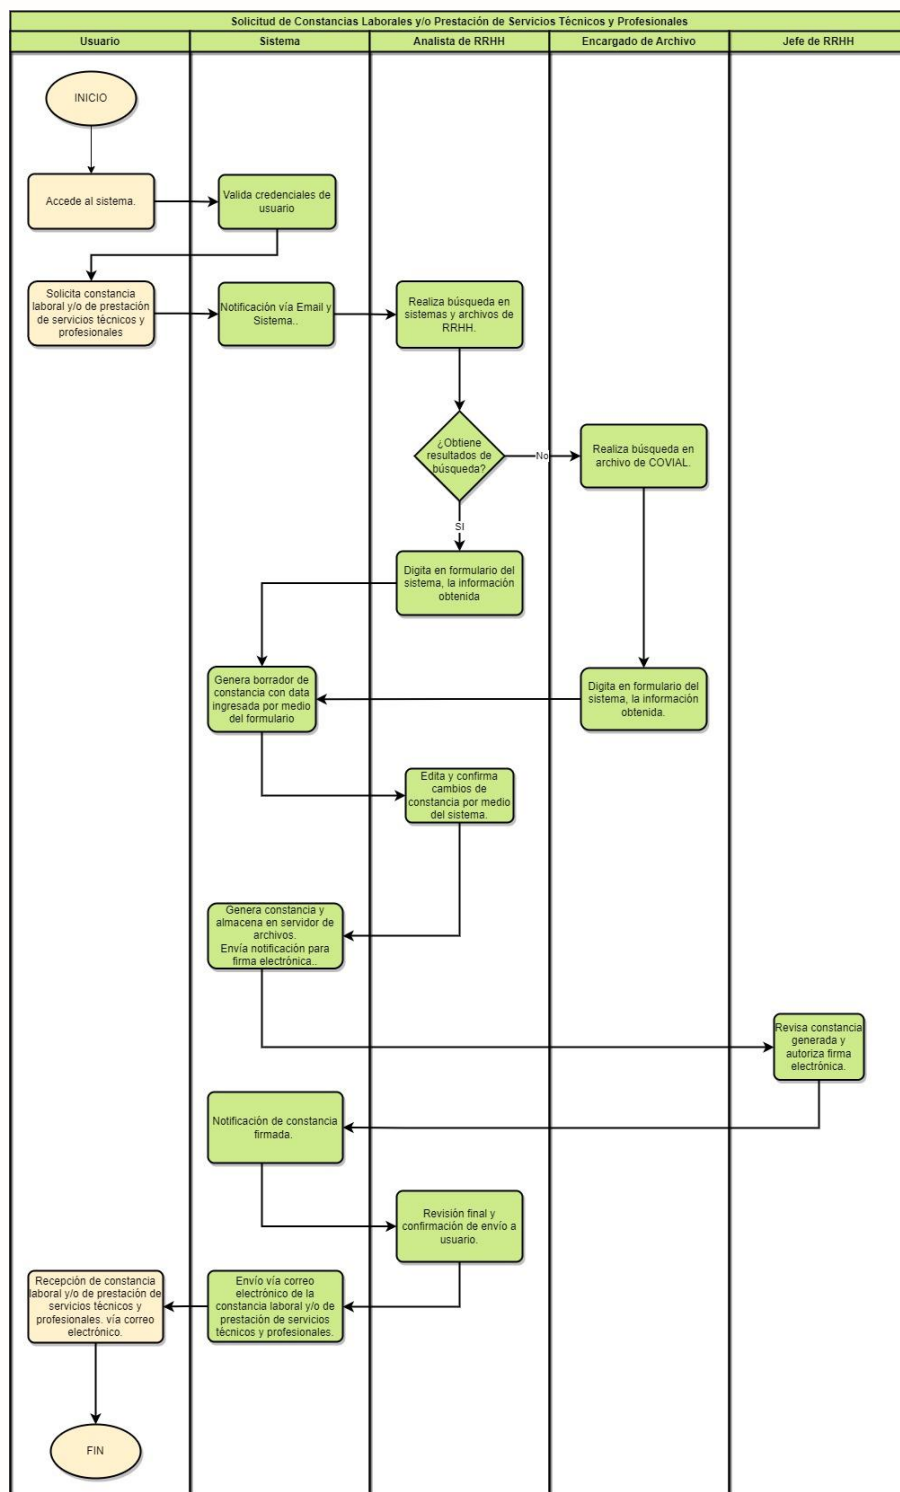 Solicitud de Constancias Laborales y/o Prestación de Servicios Técnicos y Profesionales
Usuario
Sistema
Analista de RRHH
Encargado de Archivo
Jefe de RRHH
INICIO
Accede al sistema.
Valida credenciales de
usuario
Solicita constancia
laboral y/o de prestación
de servicios técnicos y
profesionales
Notificación vía Email y
Sistema..
Realiza búsqueda en
sistemas y archivos de
RRHH.
¿Obtiene
resultados de
búsqueda?
No
Realiza búsqueda en
archivo de COVIAL.
SI
Digita en formulario del
sistema, la información
obtenida
Genera borrador de
constancia con data
ingresada por medio
del formulario
Digita en formulario del
sistema, la información
obtenida.
Edita y confirma
cambios de
constancia por medio
del sistema.
Genera constancia y
almacena en servidor de
archivos.
Envía notificación para
firma electrónica..
Revisa constancia
generada y
autoriza firma
electrónica.
Notificación de constancia
firmada.
Revisión final y
confirmación de envío a
usuario.
Recepción de constancia
laboral y/o de prestación de
servicios técnicos y
profesionales. vía correo
electrónico.
Envío vía correo
electrónico de la
constancia laboral y/o de
prestación de servicios
técnicos y profesionales.
FIN